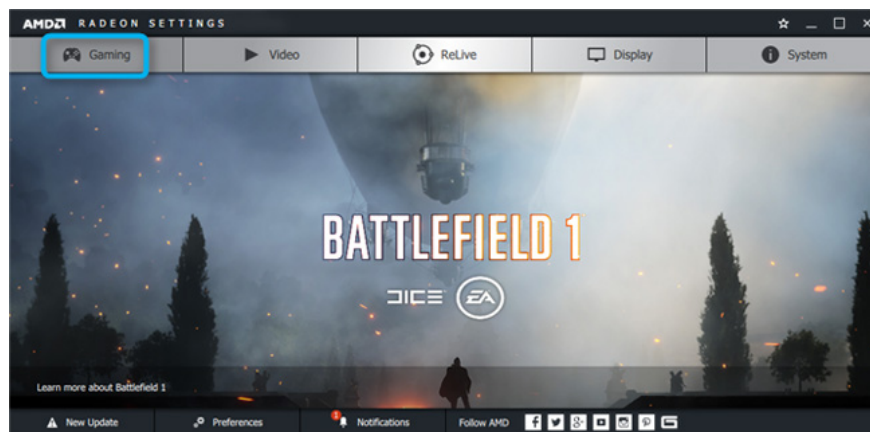 AMD RADEON SETTINGS
Gaming Video ReLive Display System
BATTLEFIELD 1
DICE EA
Learn more about Battlefield 1
New Update Preferences 1 Notifications Follow AMD